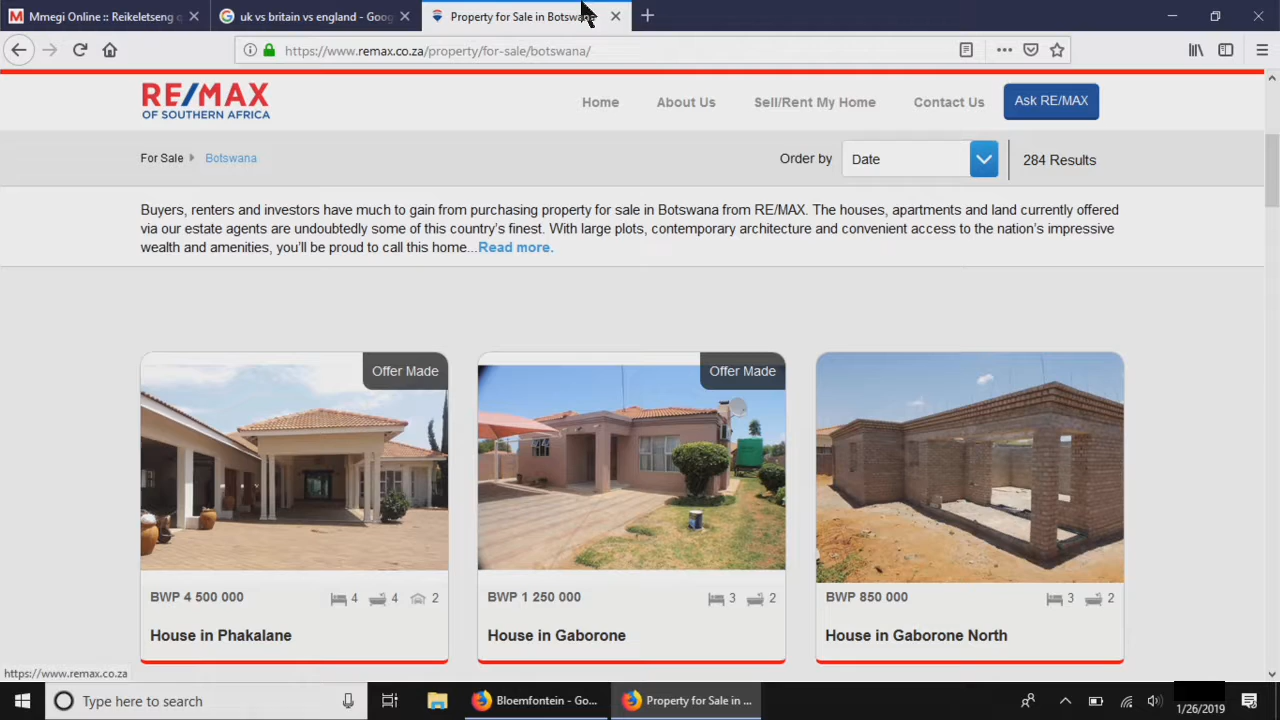 Mmegi Online :: Reikeletseng q
uk vs britain vs england - Goog
Property for Sale in Botswana
https://www.remax.co.za/property/for-sale/botswana/
RE/MAX
OF SOUTHERN AFRICA
Home
About Us
Sell/Rent My Home
Contact Us
Ask RE/MAX
For Sale
Botswana
Order by
Date
284 Results
Buyers, renters and investors have much to gain from purchasing property for sale in Botswana from RE/MAX. The houses, apartments and land currently offered
via our estate agents are undoubtedly some of this country's finest. With large plots, contemporary architecture and convenient access to the nation's impressive
wealth and amenities, you'll be proud to call this home...Read more.
Offer Made
Offer Made
BWP 4 500 000
4
4
2
House in Phakalane
BWP 1 250 000
3
2
House in Gaborone
BWP 850 000
3
2
House in Gaborone North
https://www.remax.co.za
Type here to search
Bloemfontein - Go...
Property for Sale in ...
1/26/2019